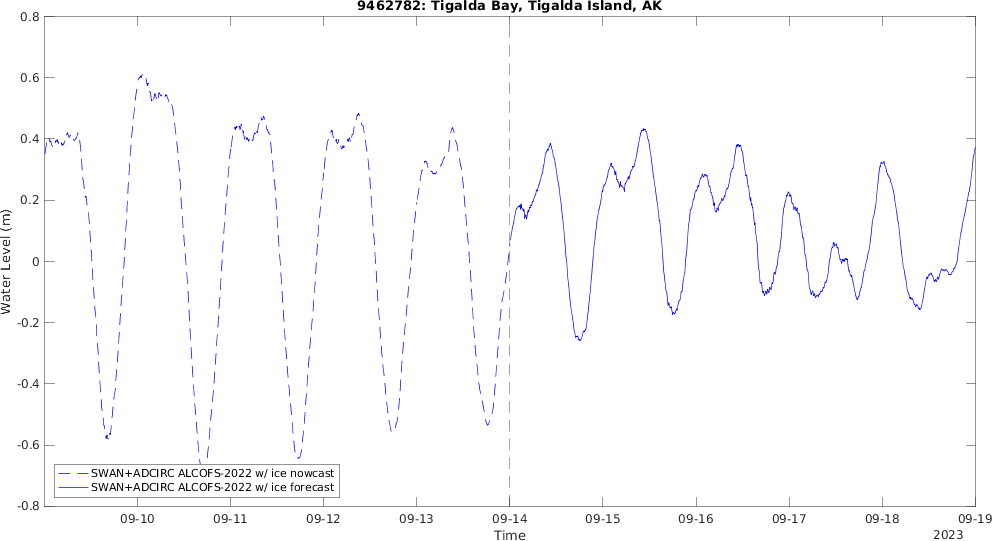 9462782: Tigalda Bay, Tigalda Island, AK
Water Level (m)
0.8
0.6
0.4
0.2
0
-0.2
-0.4
-0.6
-0.8
SWAN+ADCIRC ALCOFS-2022 w/ ice nowcast
SWAN+ADCIRC ALCOFS-2022 w/ ice forecast
09-10 09-11 09-12 09-13 09-14 09-15 09-16 09-17 09-18 09-19
Time
2023